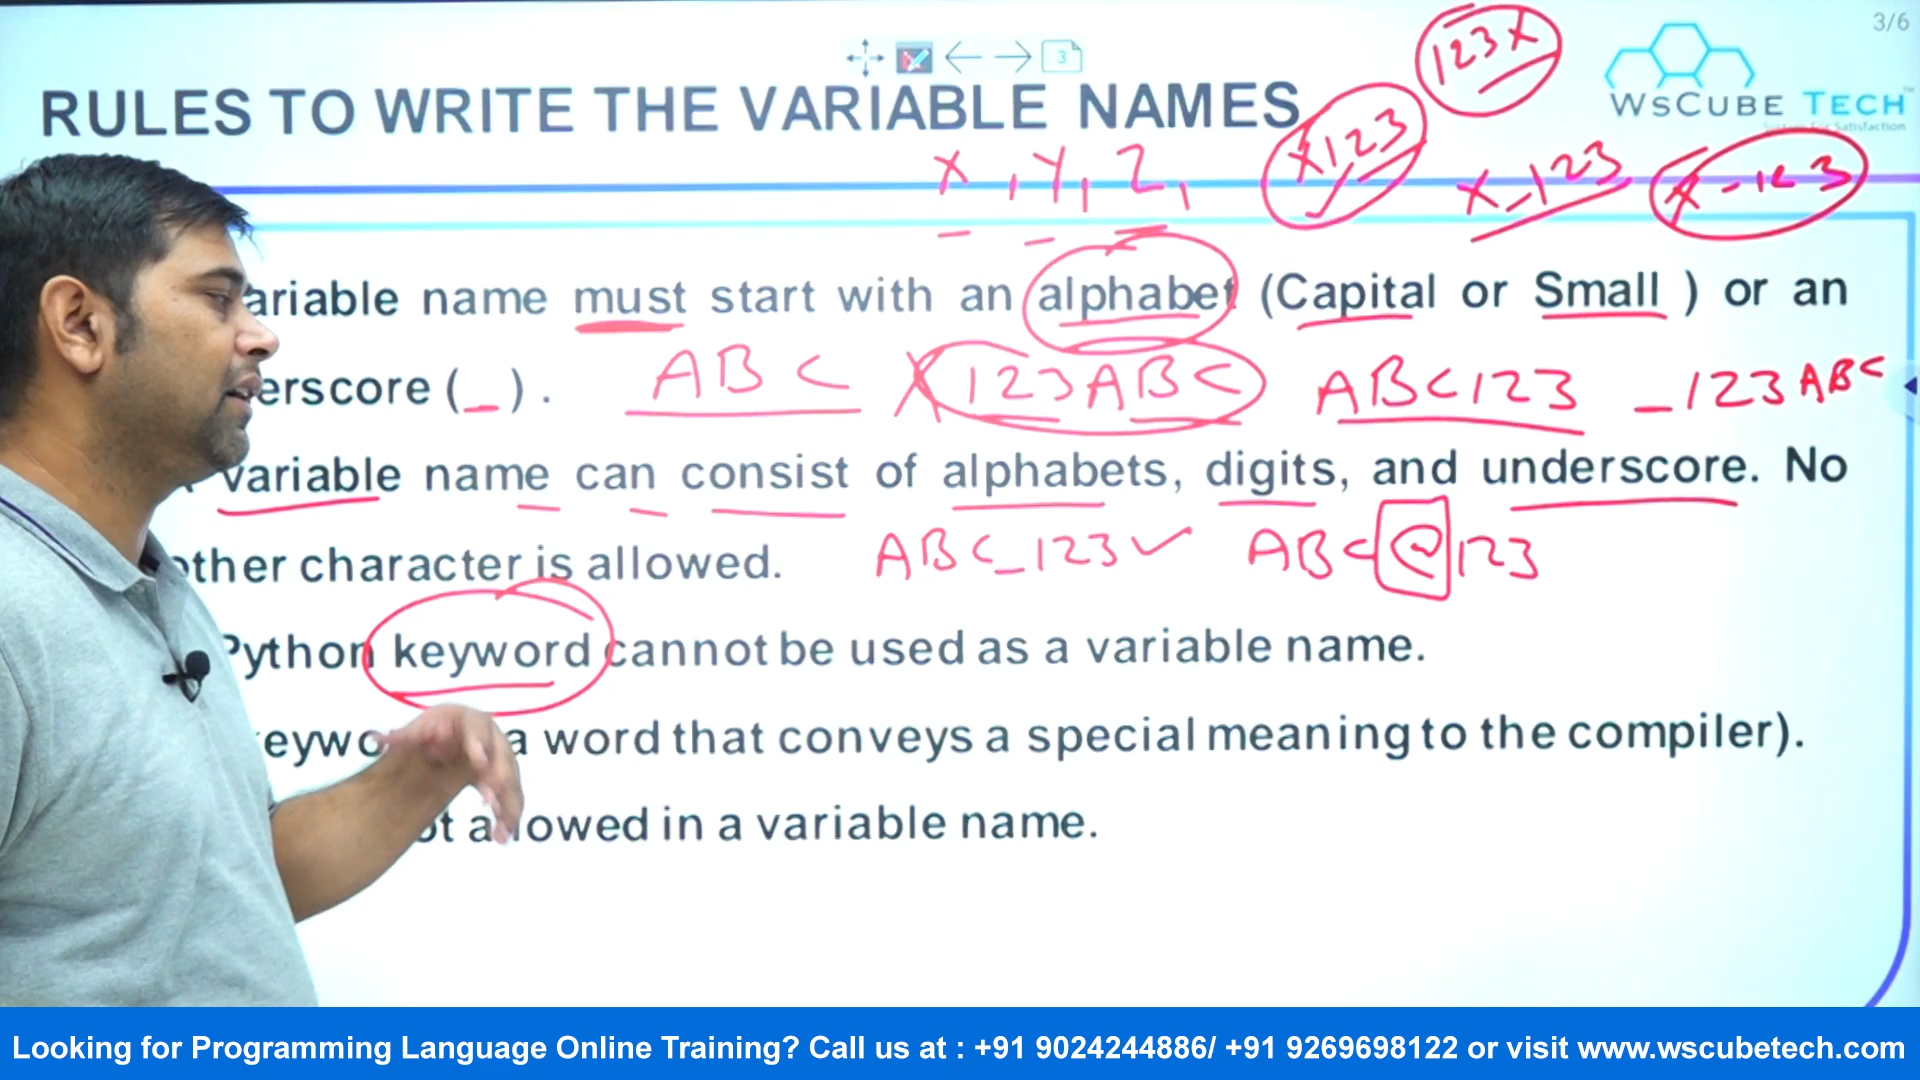 3/6
3
123X
RULES TO WRITE THE VARIABLE NAMES
WSCUBE TECH
X, Y, Z,
X123
X_123
X-123
ariable name must start with an alphabet (Capital or Small ) or an
erscore ( _ ) .
ABC X 123ABC ABC123 _123ABC
variable name can consist of alphabets, digits, and underscore. No
other character is allowed.
ABC_123 ABC@123
Python keyword cannot be used as a variable name.
eywo a word that conveys a special meaning to the compiler).
ot allowed in a variable name.
Looking for Programming Language Online Training? Call us at : +91 9024244886/ +91 9269698122 or visit www.wscubetech.com